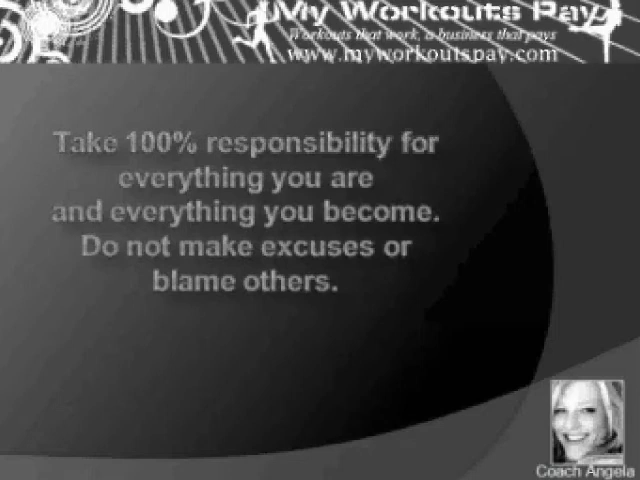 My Workouts Pay
Workouts that work, a business that pays
www.myworkoutspay.com
Take 100% responsibility for
everything you are
and everything you become.
Do not make excuses or
blame others.
Coach Angela